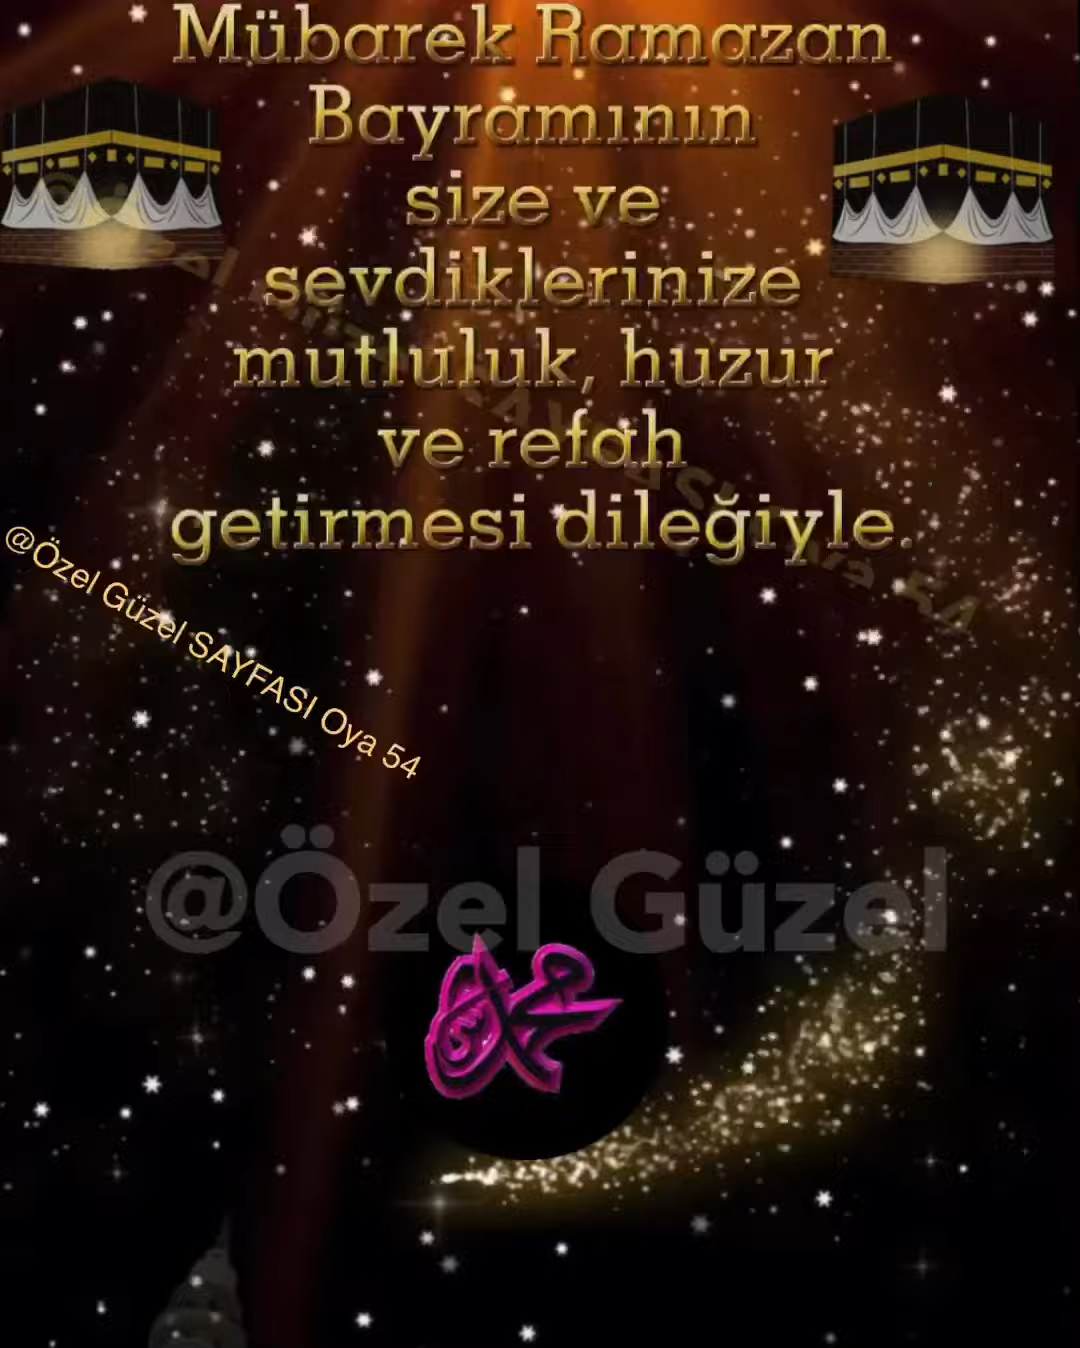 Mübarek Ramazan
Bayramının
size ve
sevdiklerinize
mutluluk, huzur
ve refah
getirmesi dileğiyle.
@Özel Güzel SAYFASI Oya 54
@Özel Güzel
محمد